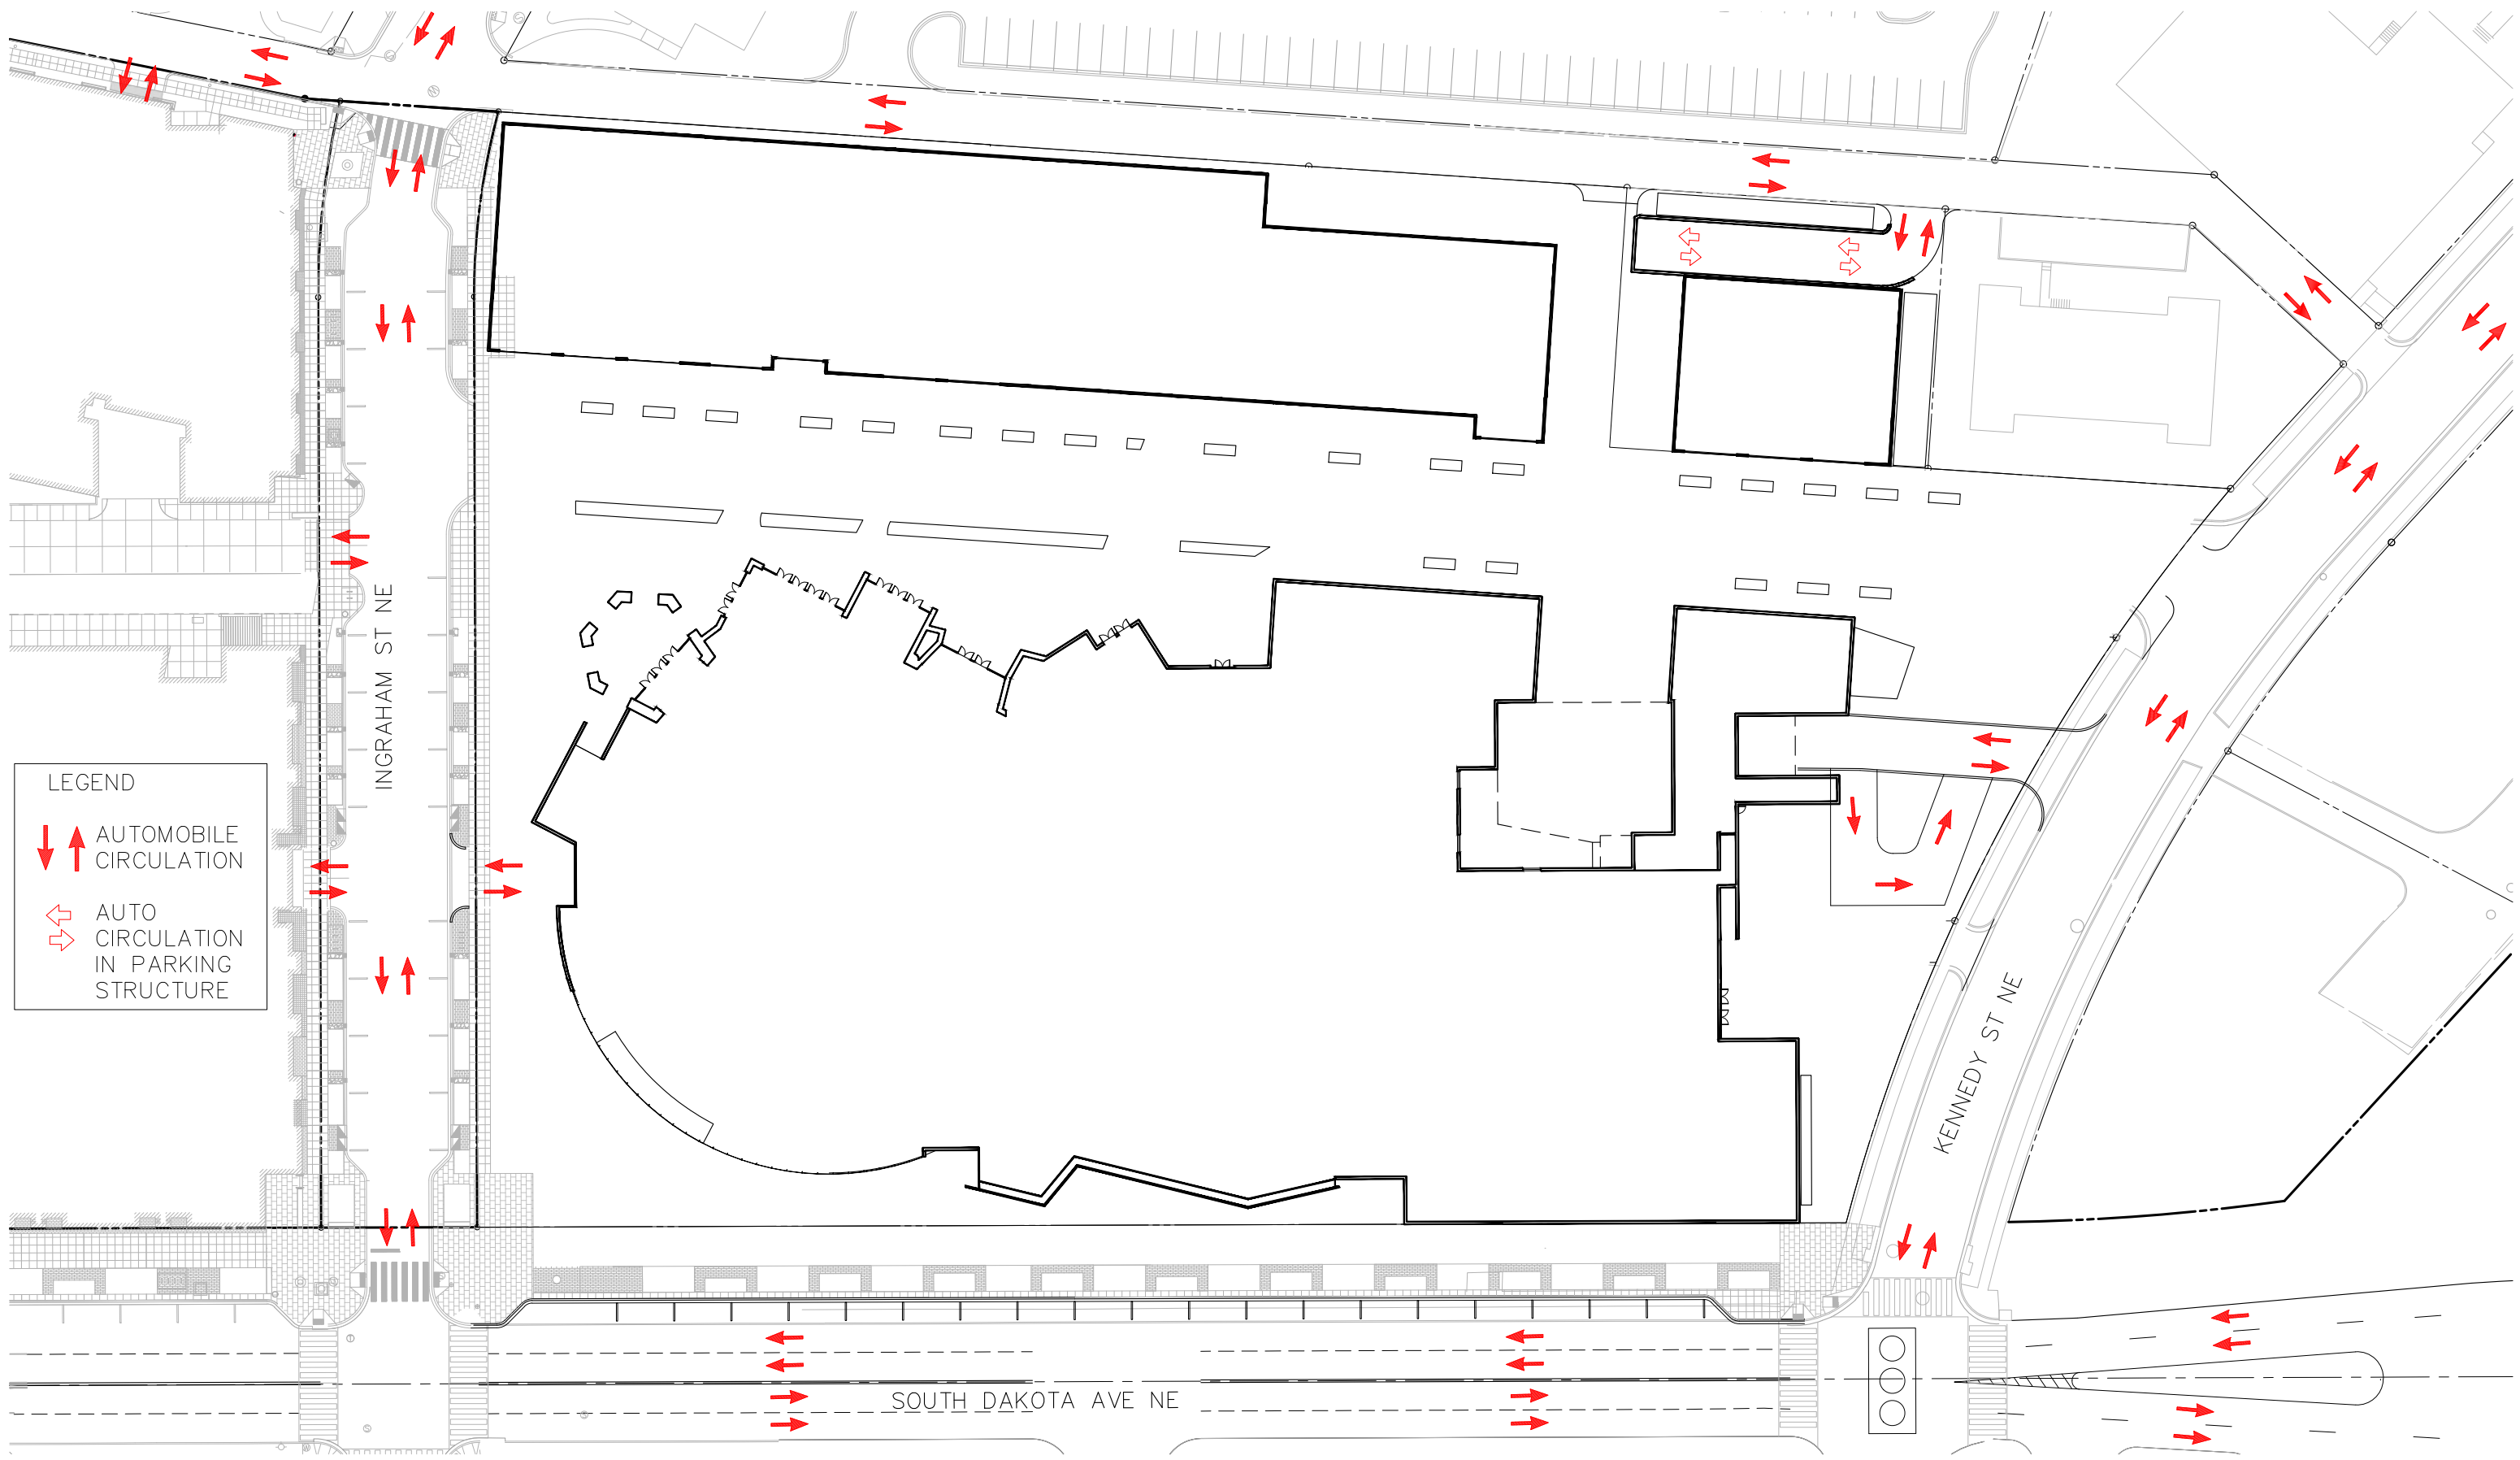 INGRAHAM ST NE
LEGEND
AUTOMOBILE
CIRCULATION
AUTO
CIRCULATION
IN PARKING
STRUCTURE
KENNEDY ST NE
SOUTH DAKOTA AVE NE